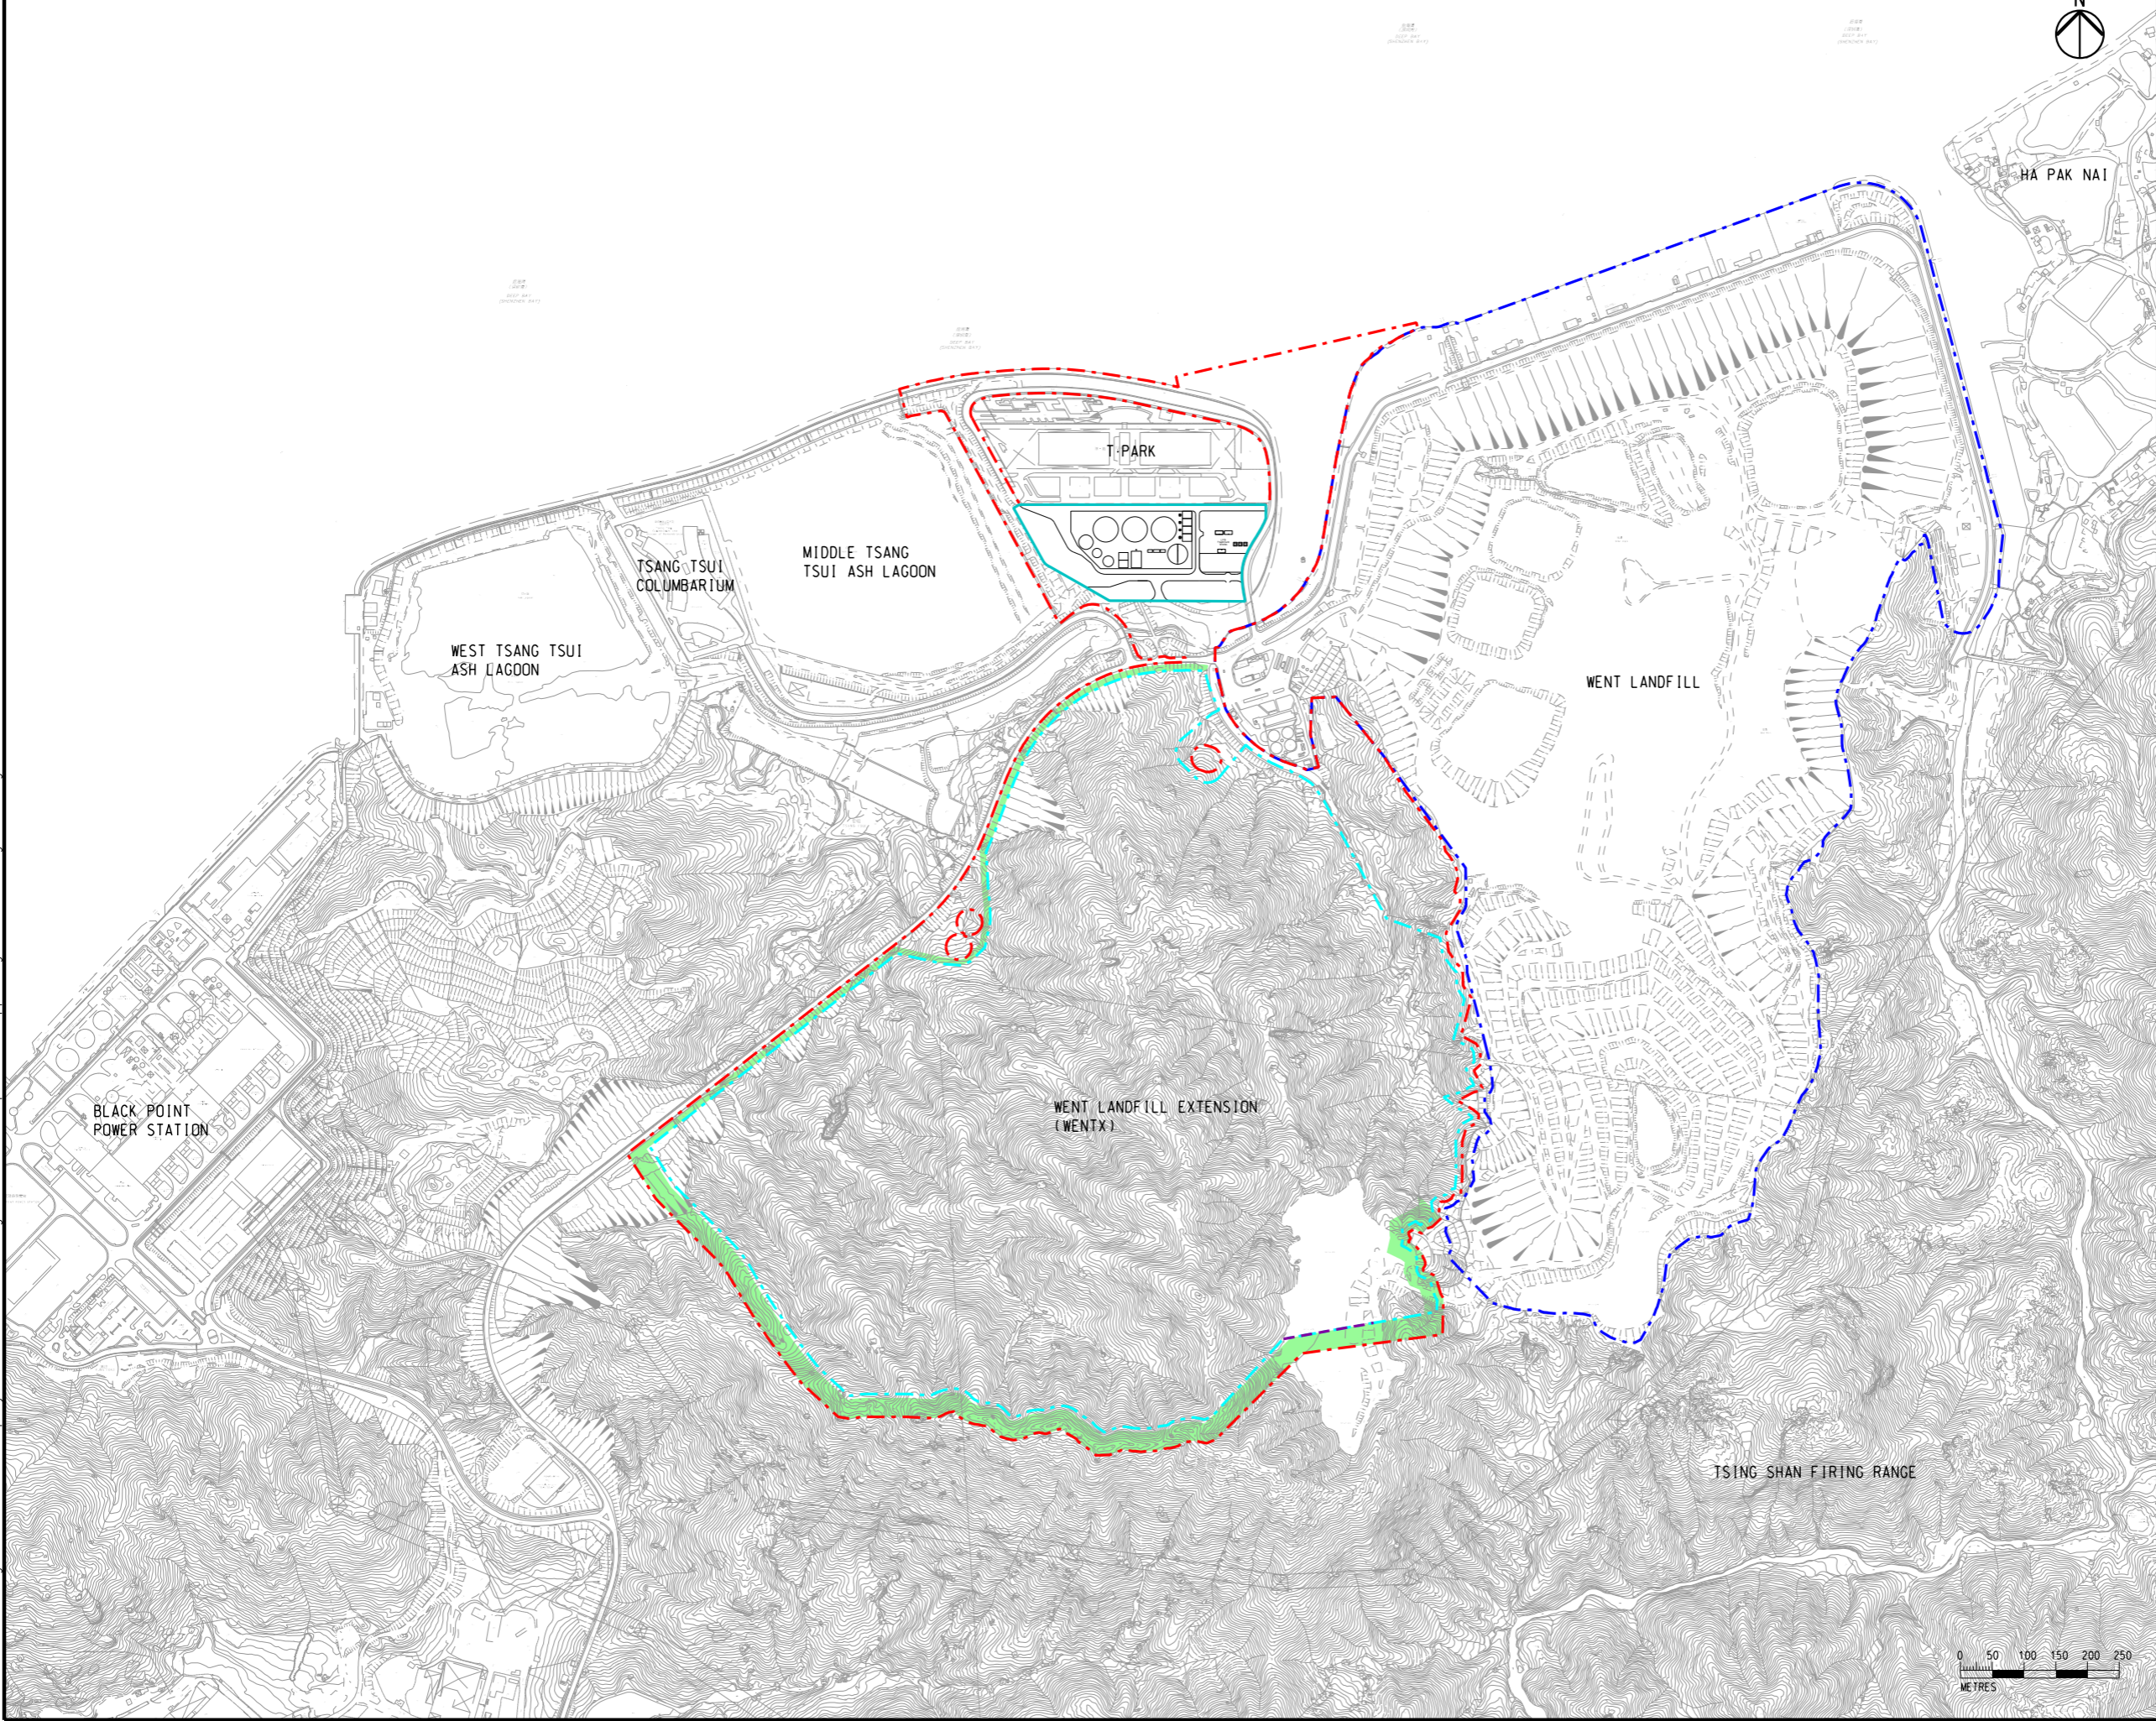 N
HA PAK NAI
T·PARK
MIDDLE TSANG
TSUI ASH LAGOON
TSANG TSUI
COLUMBARIUM
WEST TSANG TSUI
ASH LAGOON
WENT LANDFILL
BLACK POINT
POWER STATION
WENT LANDFILL EXTENSION
(WENTX)
TSING SHAN FIRING RANGE
0 50 100 150 200 250
METRES